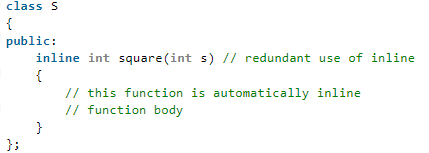 class S
{
public:
    inline int square(int s) // redundant use of inline
    {
        // this function is automatically inline
        // function body
    }
};